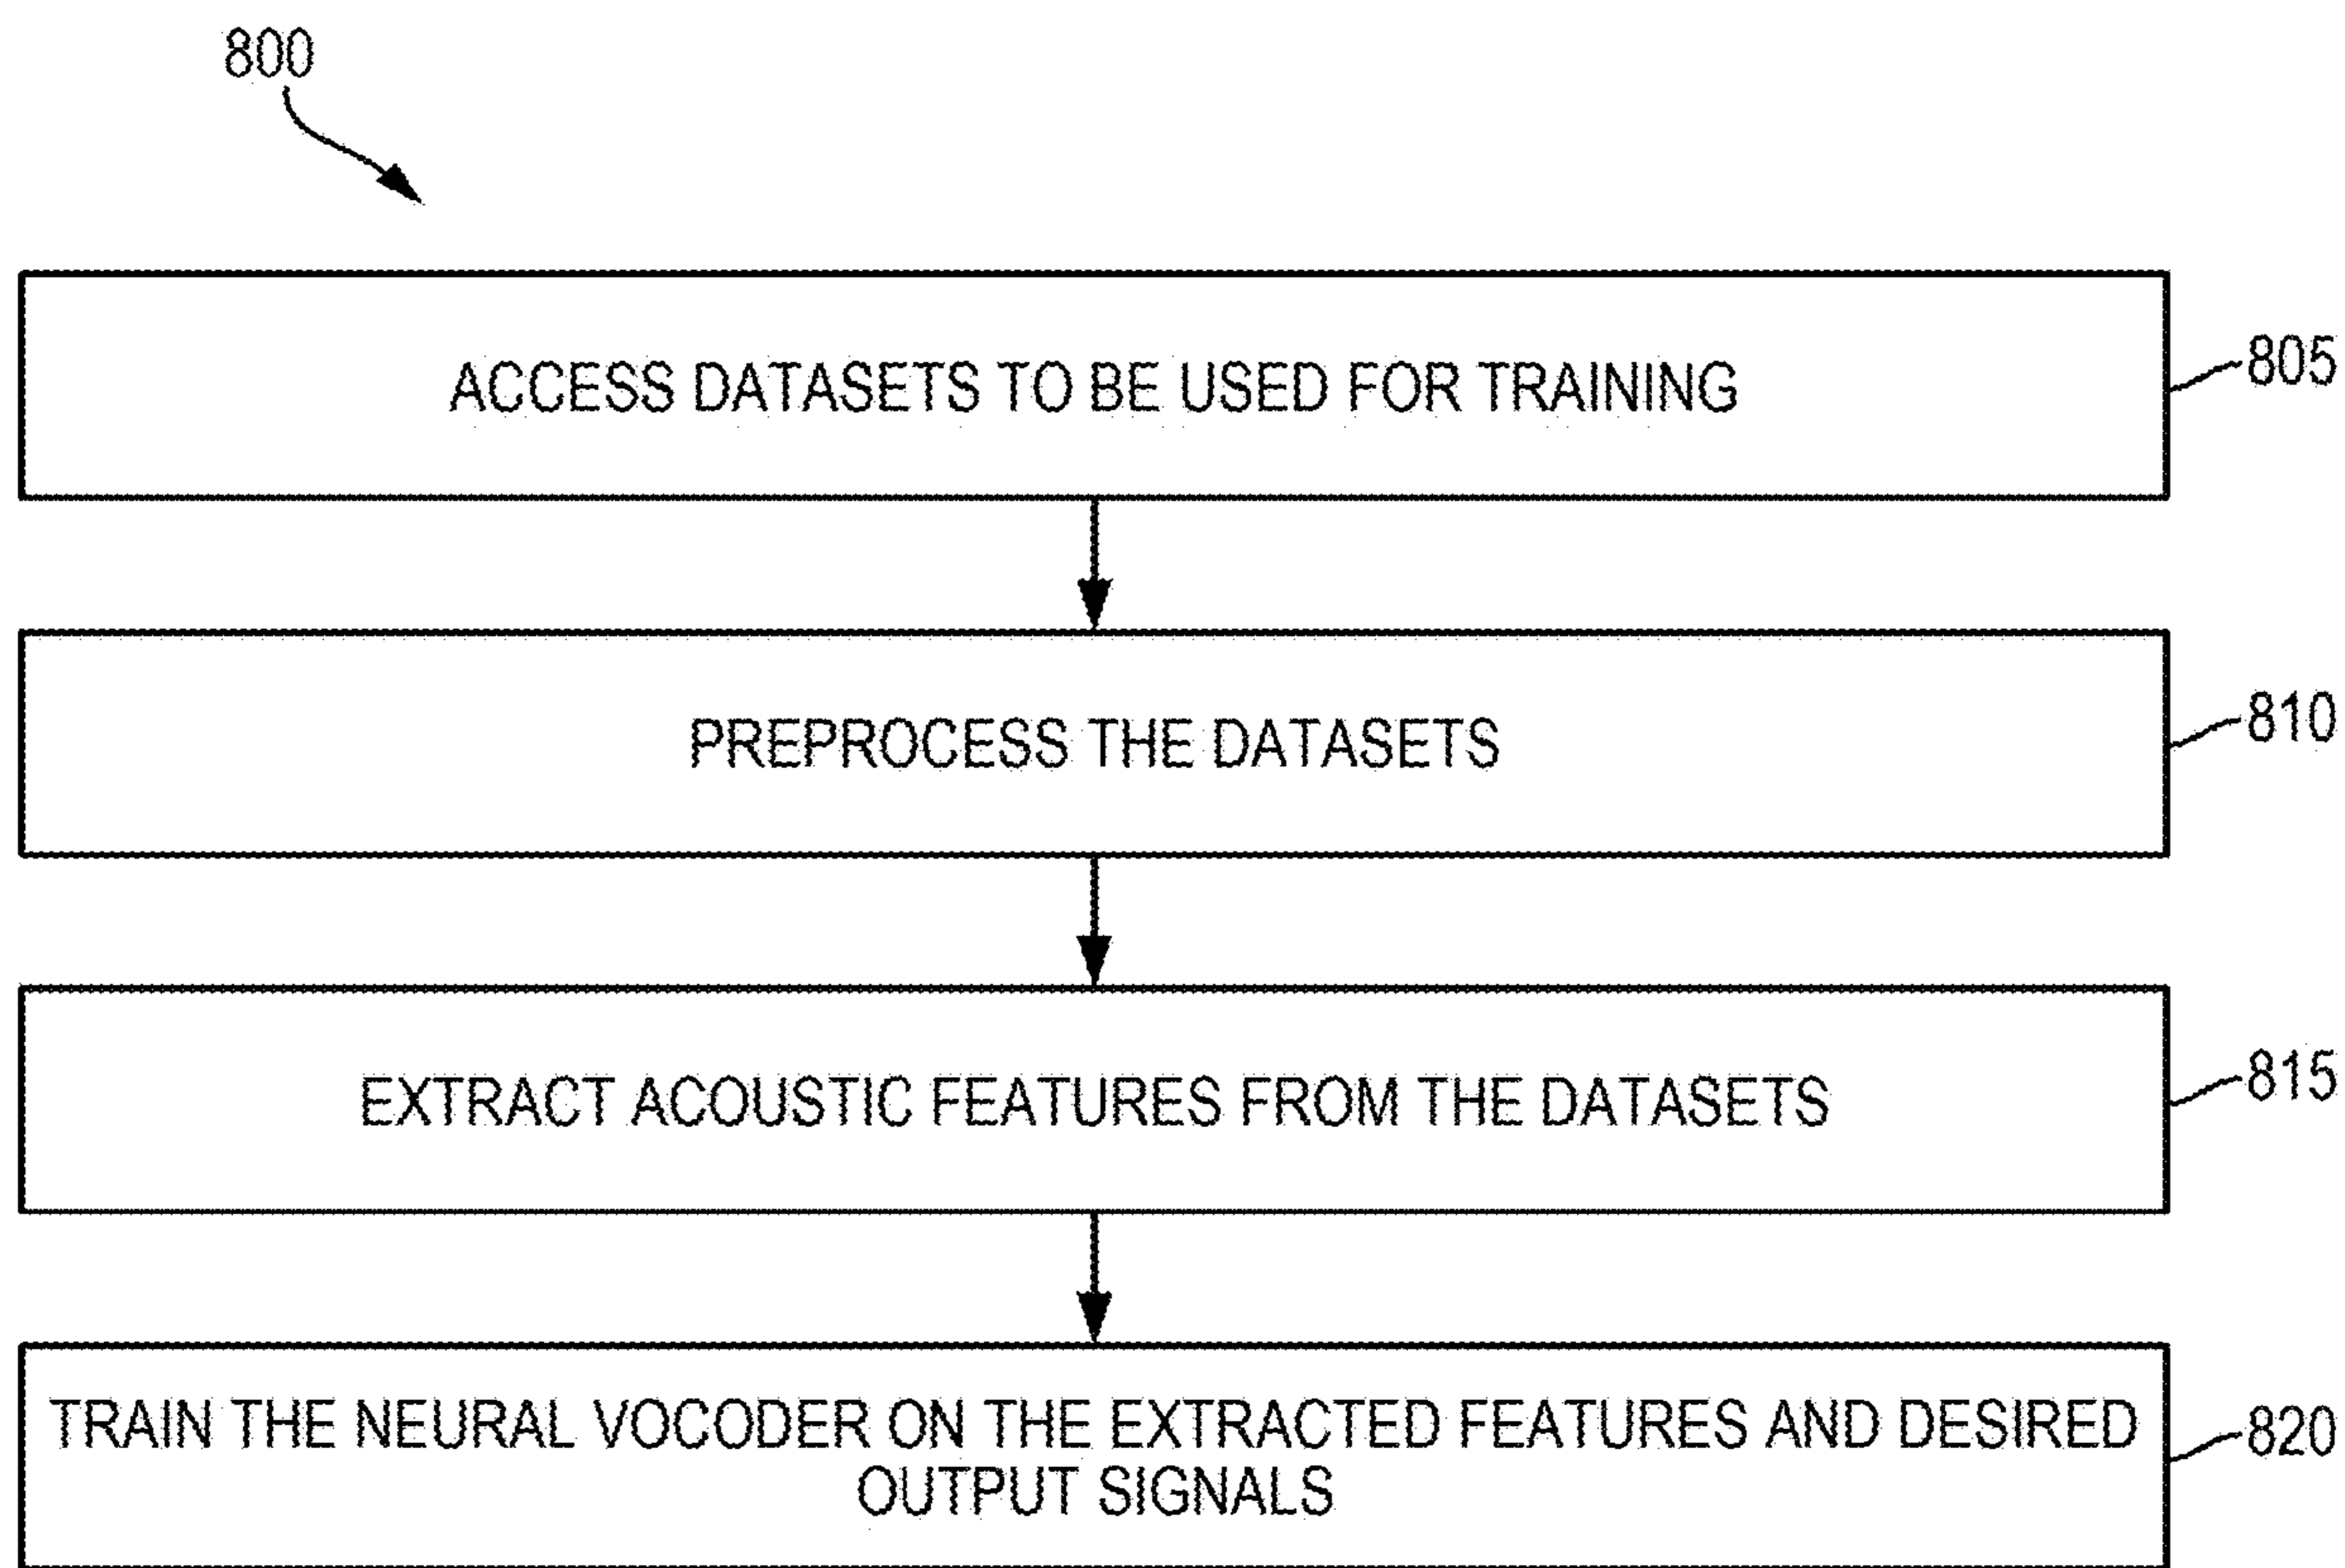 800
ACCESS DATASETS TO BE USED FOR TRAINING
805
PREPROCESS THE DATASETS
810
EXTRACT ACOUSTIC FEATURES FROM THE DATASETS
815
TRAIN THE NEURAL VOCODER ON THE EXTRACTED FEATURES AND DESIRED
OUTPUT SIGNALS
820